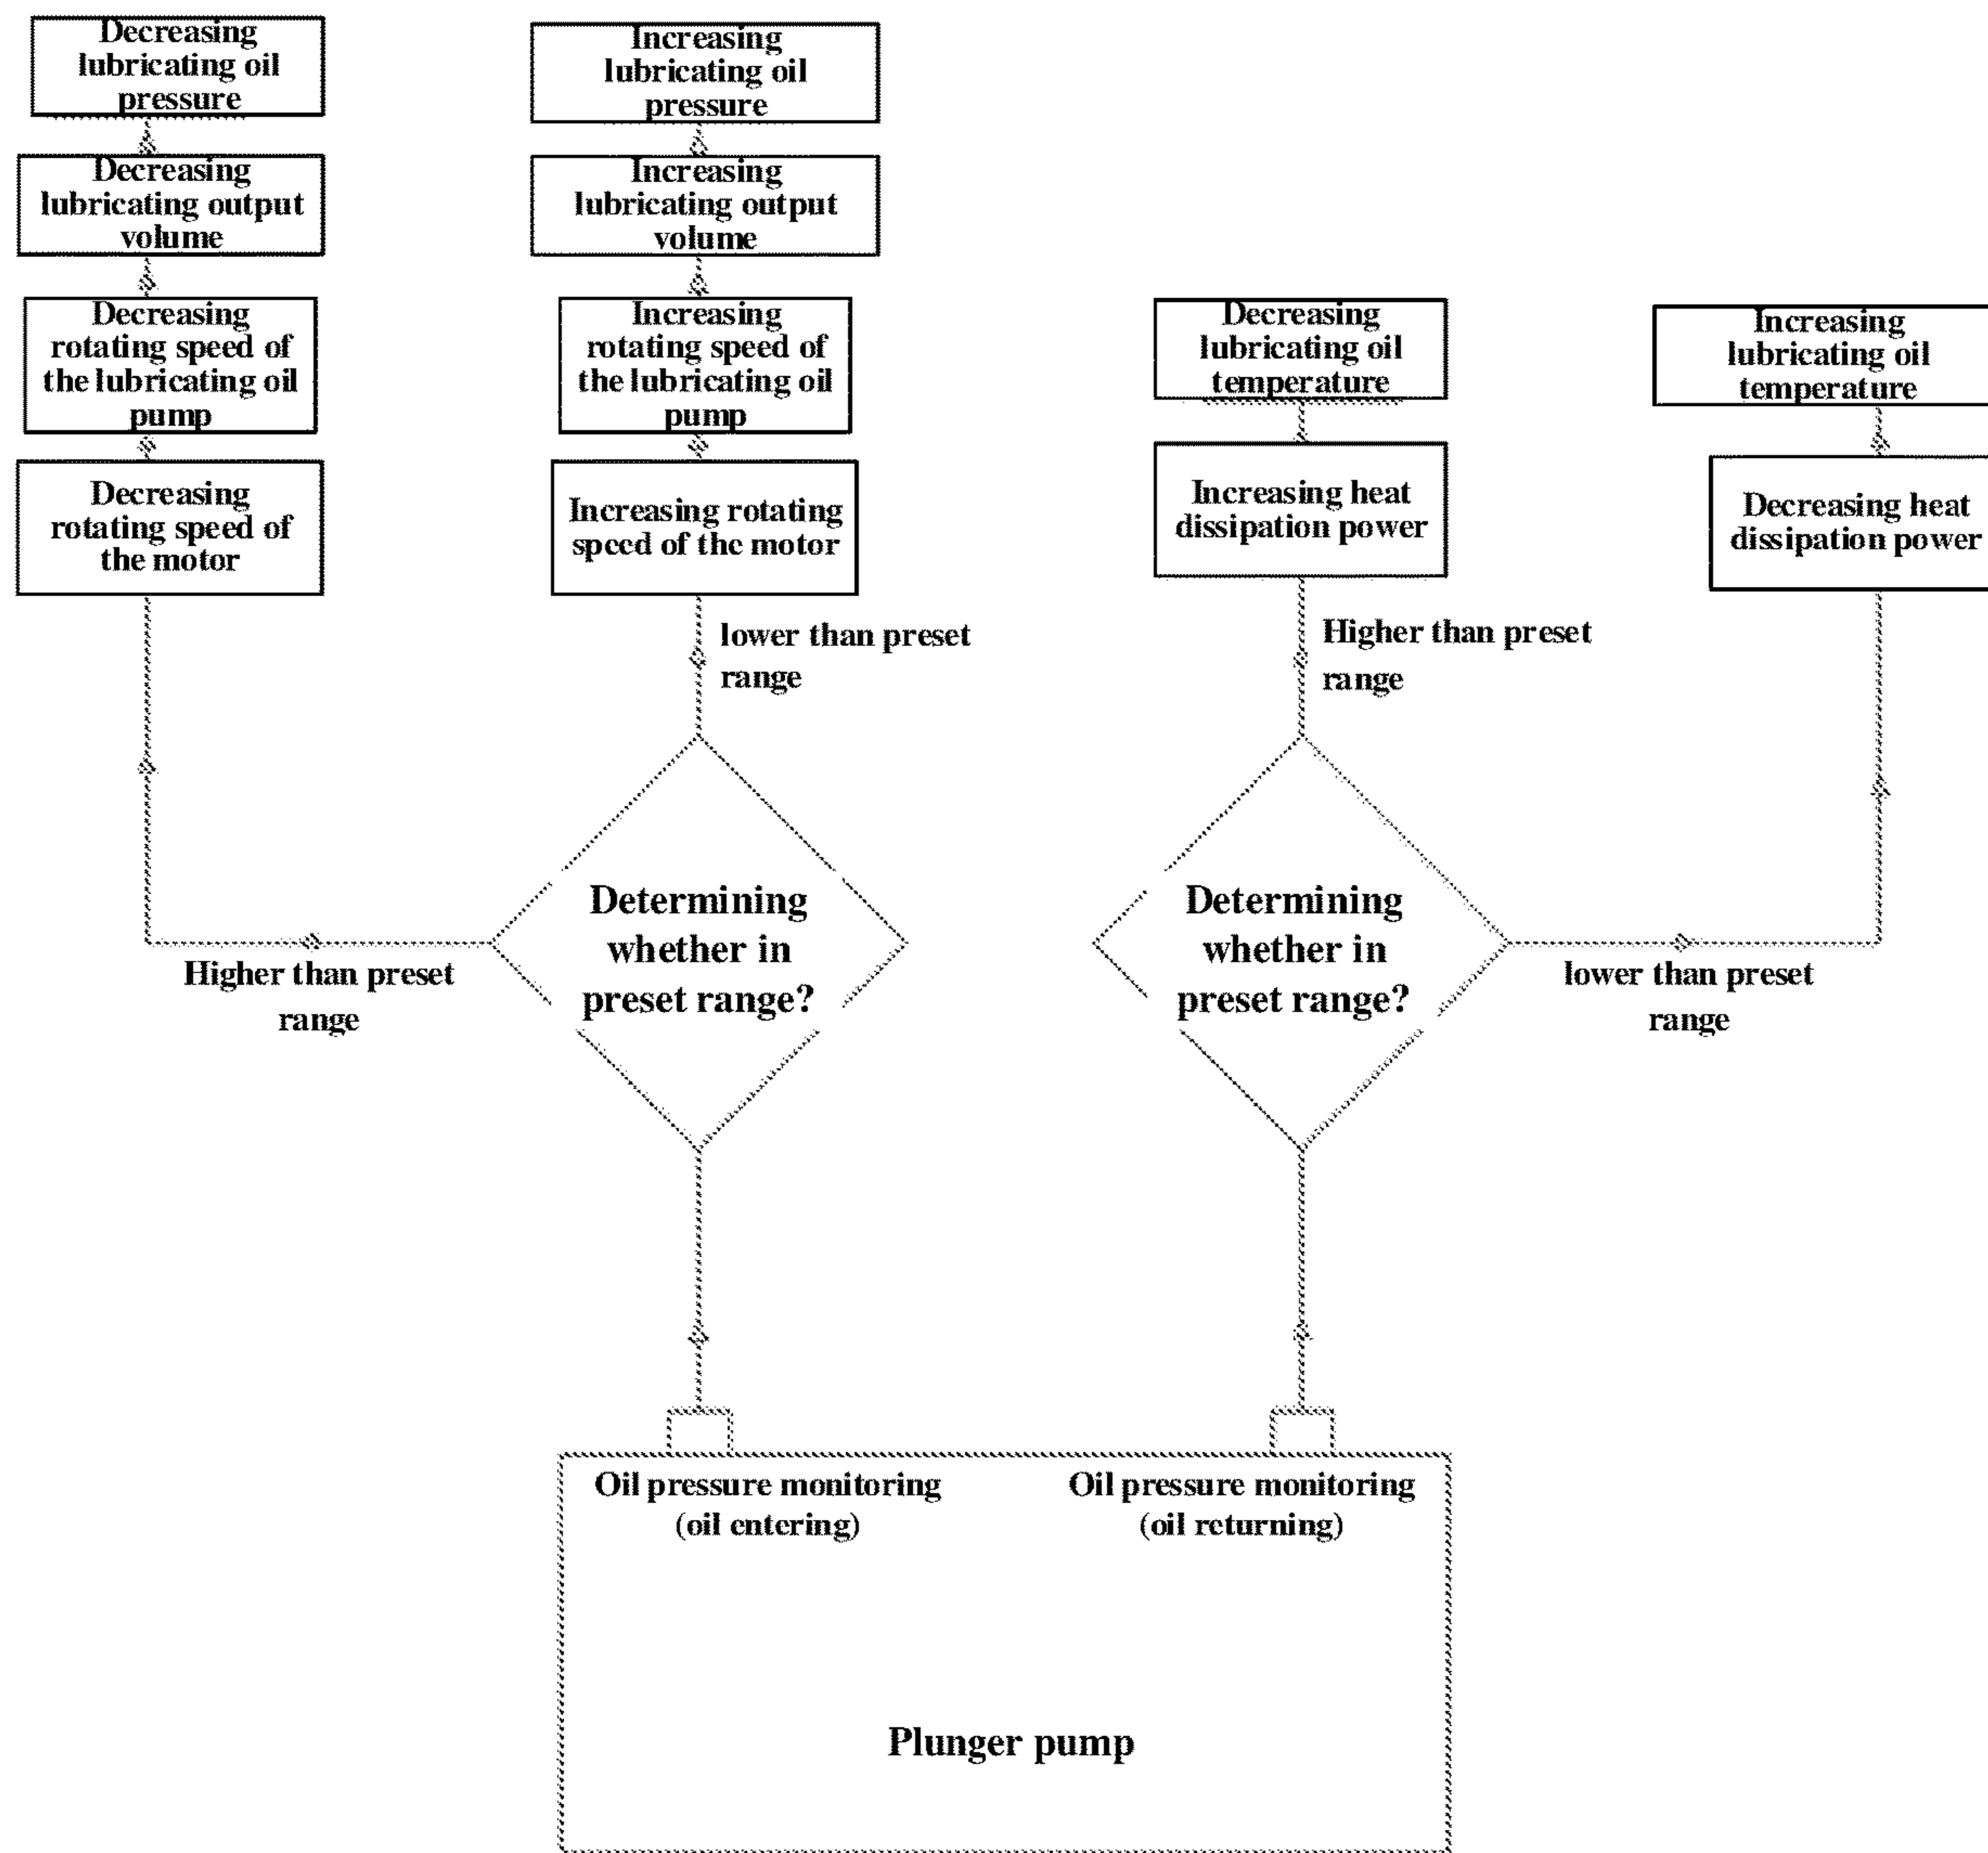 Decreasing
lubricating oil
pressure
Increasing
lubricating oil
pressure
Decreasing
lubricating output
volume
Increasing
lubricating output
volume
Decreasing
rotating speed of
the lubricating oil
pump
Increasing
rotating speed of
the lubricating oil
pump
Decreasing
lubricating oil
temperature
Increasing
lubricating oil
temperature
Decreasing
rotating speed of
the motor
Increasing rotating
speed of the motor
Increasing heat
dissipation power
Decreasing heat
dissipation power
lower than preset
range
Higher than preset
range
Determining
whether in
preset range?
Determining
whether in
preset range?
Higher than preset
range
lower than preset
range
Oil pressure monitoring
(oil entering)
Oil pressure monitoring
(oil returning)
Plunger pump